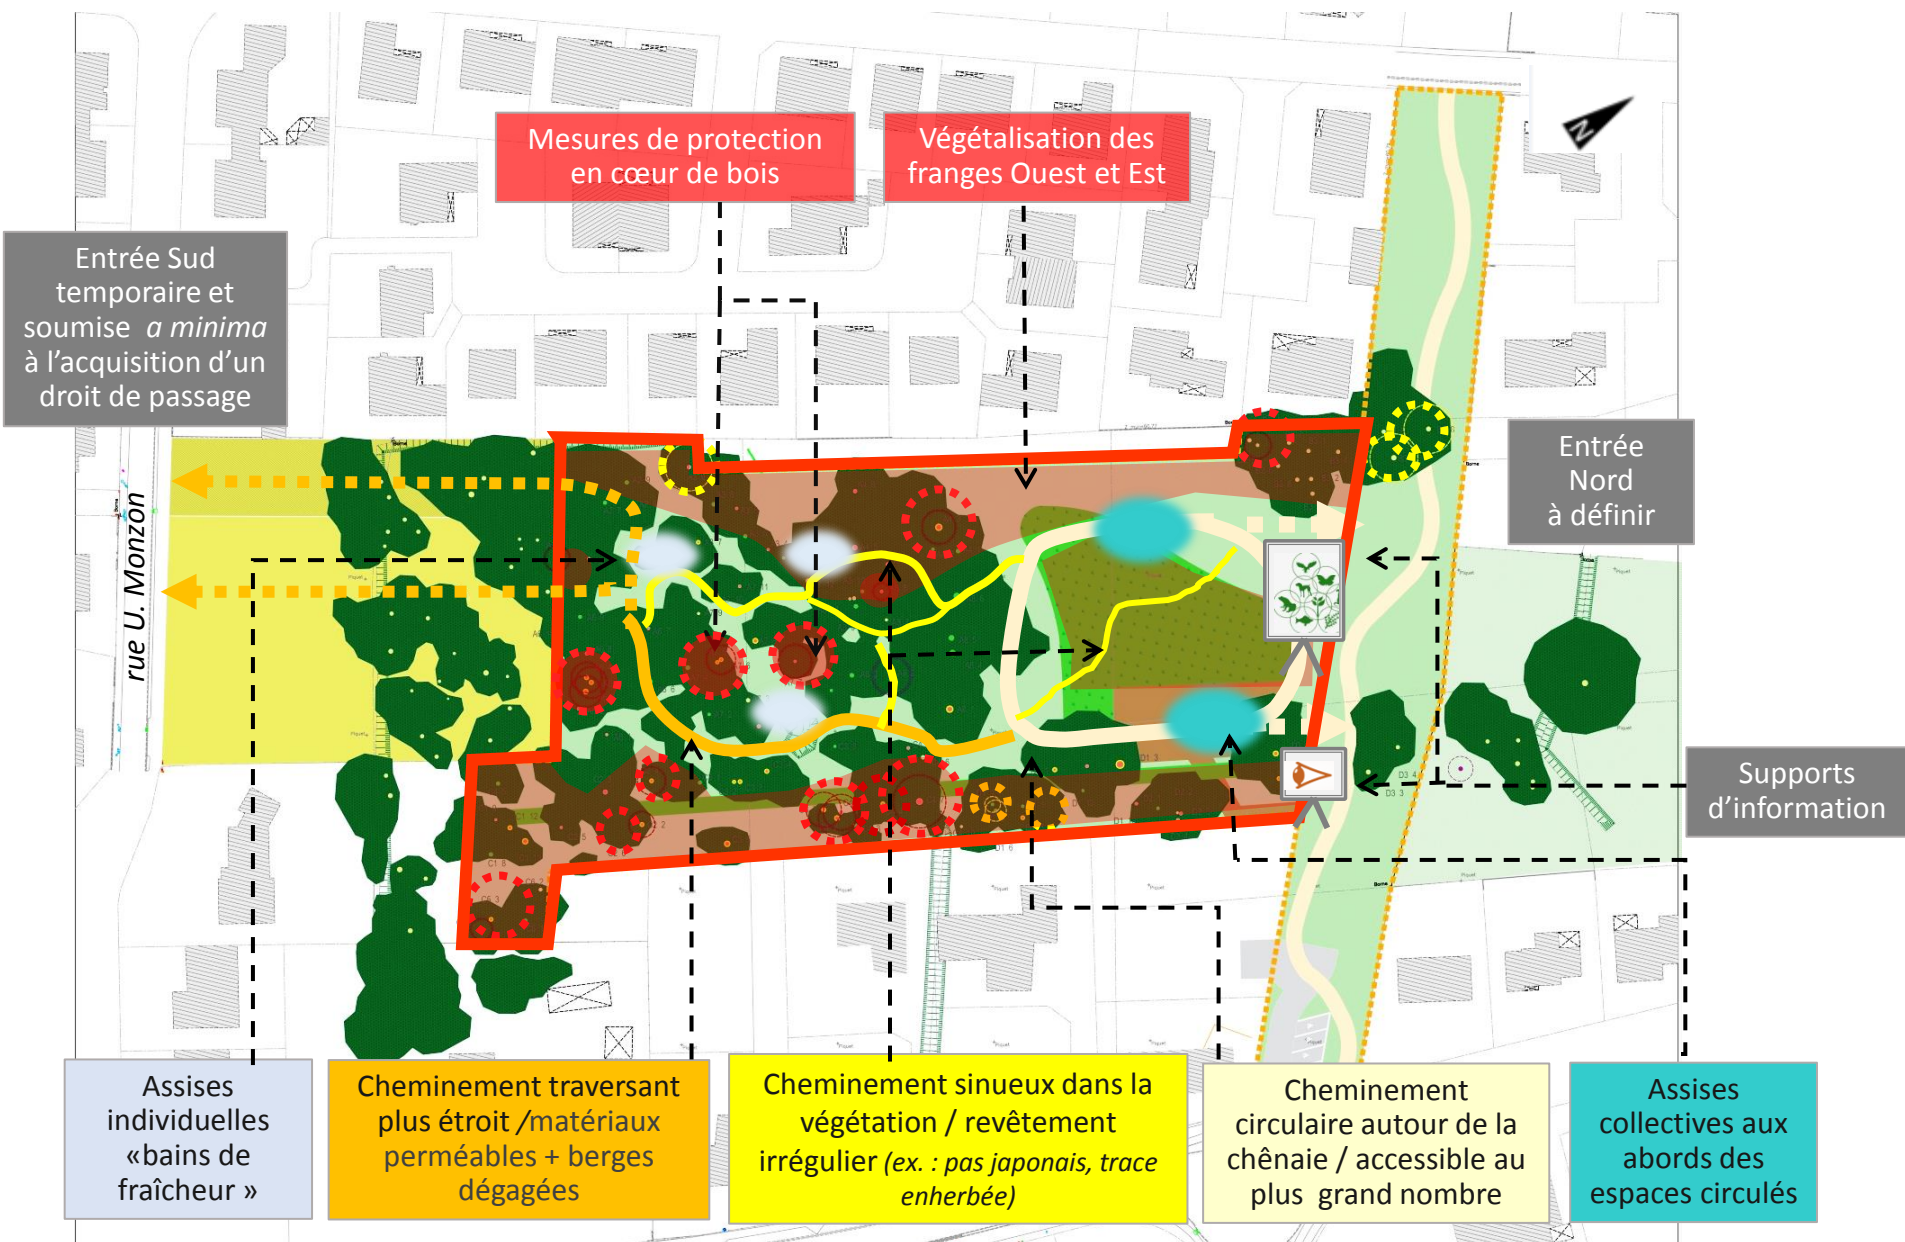 Mesures de protection
en cœur de bois
Végétalisation des
franges Ouest et Est
N
Entrée Sud
temporaire et
soumise a minima
à l'acquisition d'un
droit de passage
Entrée
Nord
à définir
rue U. Monzon
Supports
d'information
Assises
individuelles
«bains de
fraîcheur »
Cheminement traversant
plus étroit /matériaux
perméables + berges
dégagées
Cheminement sinueux dans la
végétation / revêtement
irrégulier (ex. : pas japonais, trace
enherbée)
Cheminement
circulaire autour de la
chênaie / accessible au
plus grand nombre
Assises
collectives aux
abords des
espaces circulés